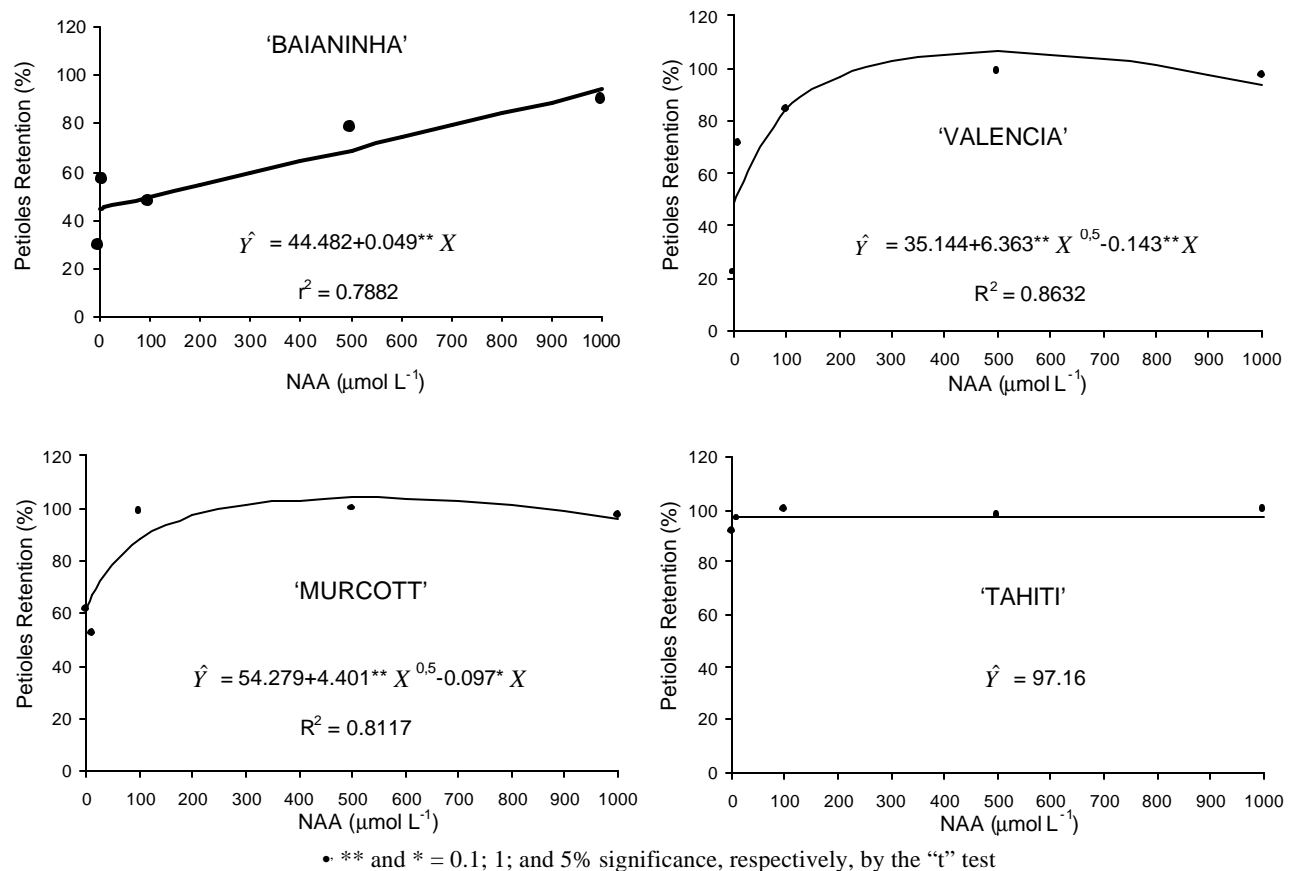 ‘BAIANINHA’
Petioles Retention (%)
120
100
80
60
40
20
0
Ŷ = 44.482+0.049** X
r² = 0.7882
0 100 200 300 400 500 600 700 800 900 1000
NAA (μmol L⁻¹)
‘VALENCIA’
Petioles Retention (%)
120
100
80
60
40
20
0
Ŷ = 35.144+6.363** X ⁰,⁵-0.143** X
R² = 0.8632
0 100 200 300 400 500 600 700 800 900 1000
NAA (μmol L⁻¹)
‘MURCOTT’
Petioles Retention (%)
120
100
80
60
40
20
0
Ŷ = 54.279+4.401** X ⁰,⁵-0.097* X
R² = 0.8117
0 100 200 300 400 500 600 700 800 900 1000
NAA (μmol L⁻¹)
‘TAHITI’
Petioles Retention (%)
120
100
80
60
40
20
0
Ŷ = 97.16
0 100 200 300 400 500 600 700 800 900 1000
NAA (μmol L⁻¹)
•, ** and * = 0.1; 1; and 5% significance, respectively, by the “t” test